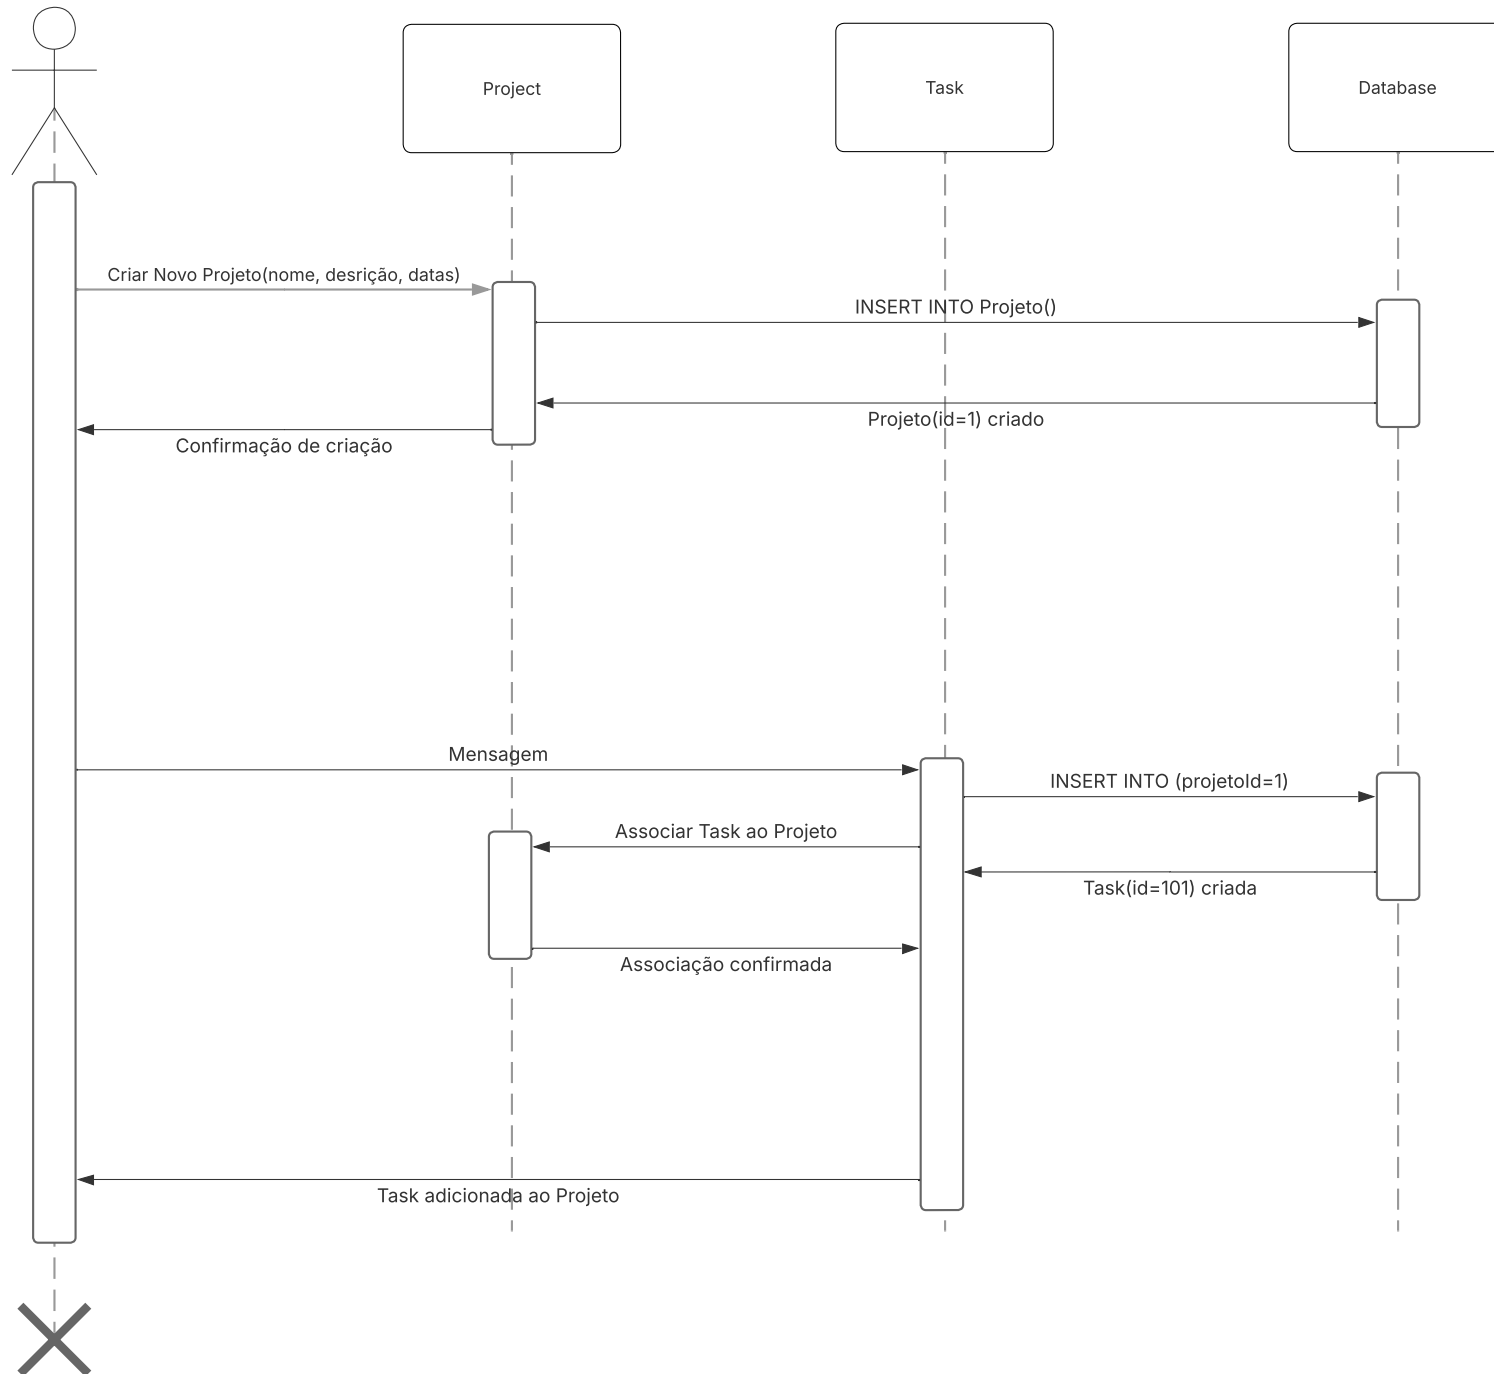 Project
Task
Database
Criar Novo Projeto(nome, desrição, datas)
INSERT INTO Projeto()
Projeto(id=1) criado
Confirmação de criação
Mensagem
INSERT INTO (projetoId=1)
Associar Task ao Projeto
Task(id=101) criada
Associação confirmada
Task adicionada ao Projeto